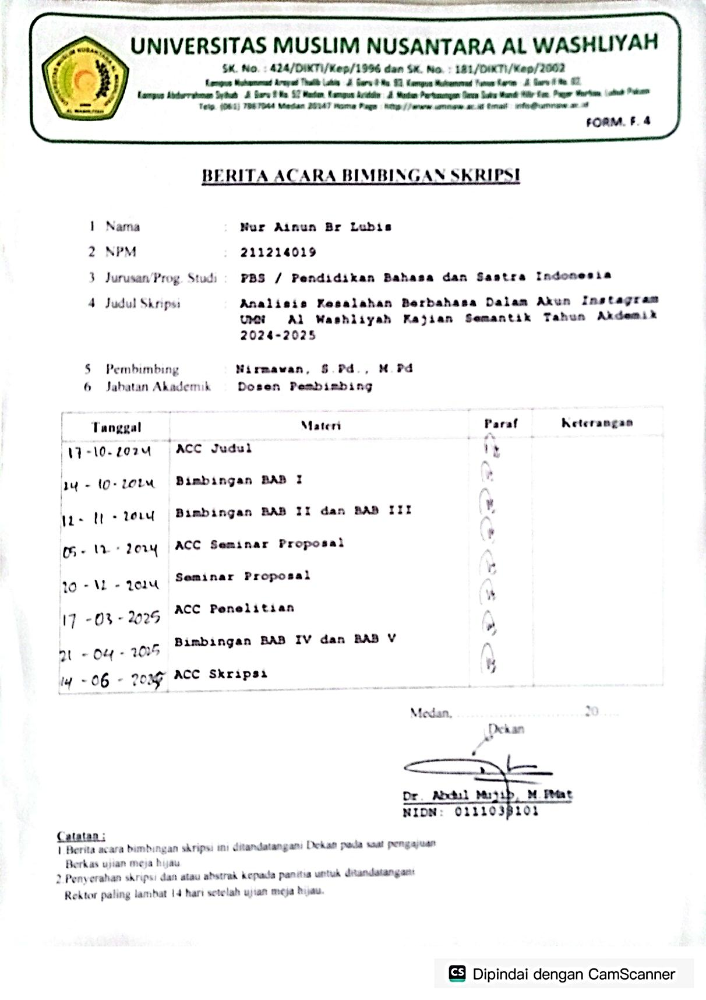 UNIVERSITAS MUSLIM NUSANTARA AL WASHLIYAH
SK. No. : 424/DIKTI/Kep/1996 dan SK. No. : 181/DIKTI/Kep/2002
Kampus Muhammad Arsyad Thalib Lubis : Jl. Garu II No. 93, Kampus Muhammad Yunus Karim : Jl. Garu II No. 02,
Kampus Abdurrahman Syihab : Jl. Garu II No. 52 Medan, Kampus Aziddin : Jl. Medan Perbaungan Desa Suka Mandi Hilir Kec. Pagar Merbau, Lubuk Pakam
Telp. (061) 7867044 Medan 20147 Home Page : http://www.umnaw.ac.id Email : info@umnaw.ac.id
FORM. F. 4
BERITA ACARA BIMBINGAN SKRIPSI
1 Nama : Nur Ainun Br Lubis
2 NPM : 211214019
3 Jurusan/Prog. Studi : PBS / Pendidikan Bahasa dan Sastra Indonesia
4 Judul Skripsi : Analisis Kesalahan Berbahasa Dalam Akun Instagram
UMN Al Washliyah Kajian Semantik Tahun Akdemik
2024-2025
5 Pembimbing : Nirmawan, S.Pd., M.Pd
6 Jabatan Akademik : Dosen Pembimbing
Tanggal Materi Paraf Keterangan
17-10-2024 ACC Judul
24-10-2024 Bimbingan BAB I
12-11-2024 Bimbingan BAB II dan BAB III
05-12-2024 ACC Seminar Proposal
20-12-2024 Seminar Proposal
17-03-2025 ACC Penelitian
21-04-2025 Bimbingan BAB IV dan BAB V
14-06-2025 ACC Skripsi
Medan, ........................20.....
Dekan
Dr. Abdul Mujib, M.PMat
NIDN: 0111038101
Catatan :
1.Berita acara bimbingan skripsi ini ditandatangani Dekan pada saat pengajuan
Berkas ujian meja hijau
2.Penyerahan skripsi dan atau abstrak kepada panitia untuk ditandatangani
Rektor paling lambat 14 hari setelah ujian meja hijau.
CS Dipindai dengan CamScanner